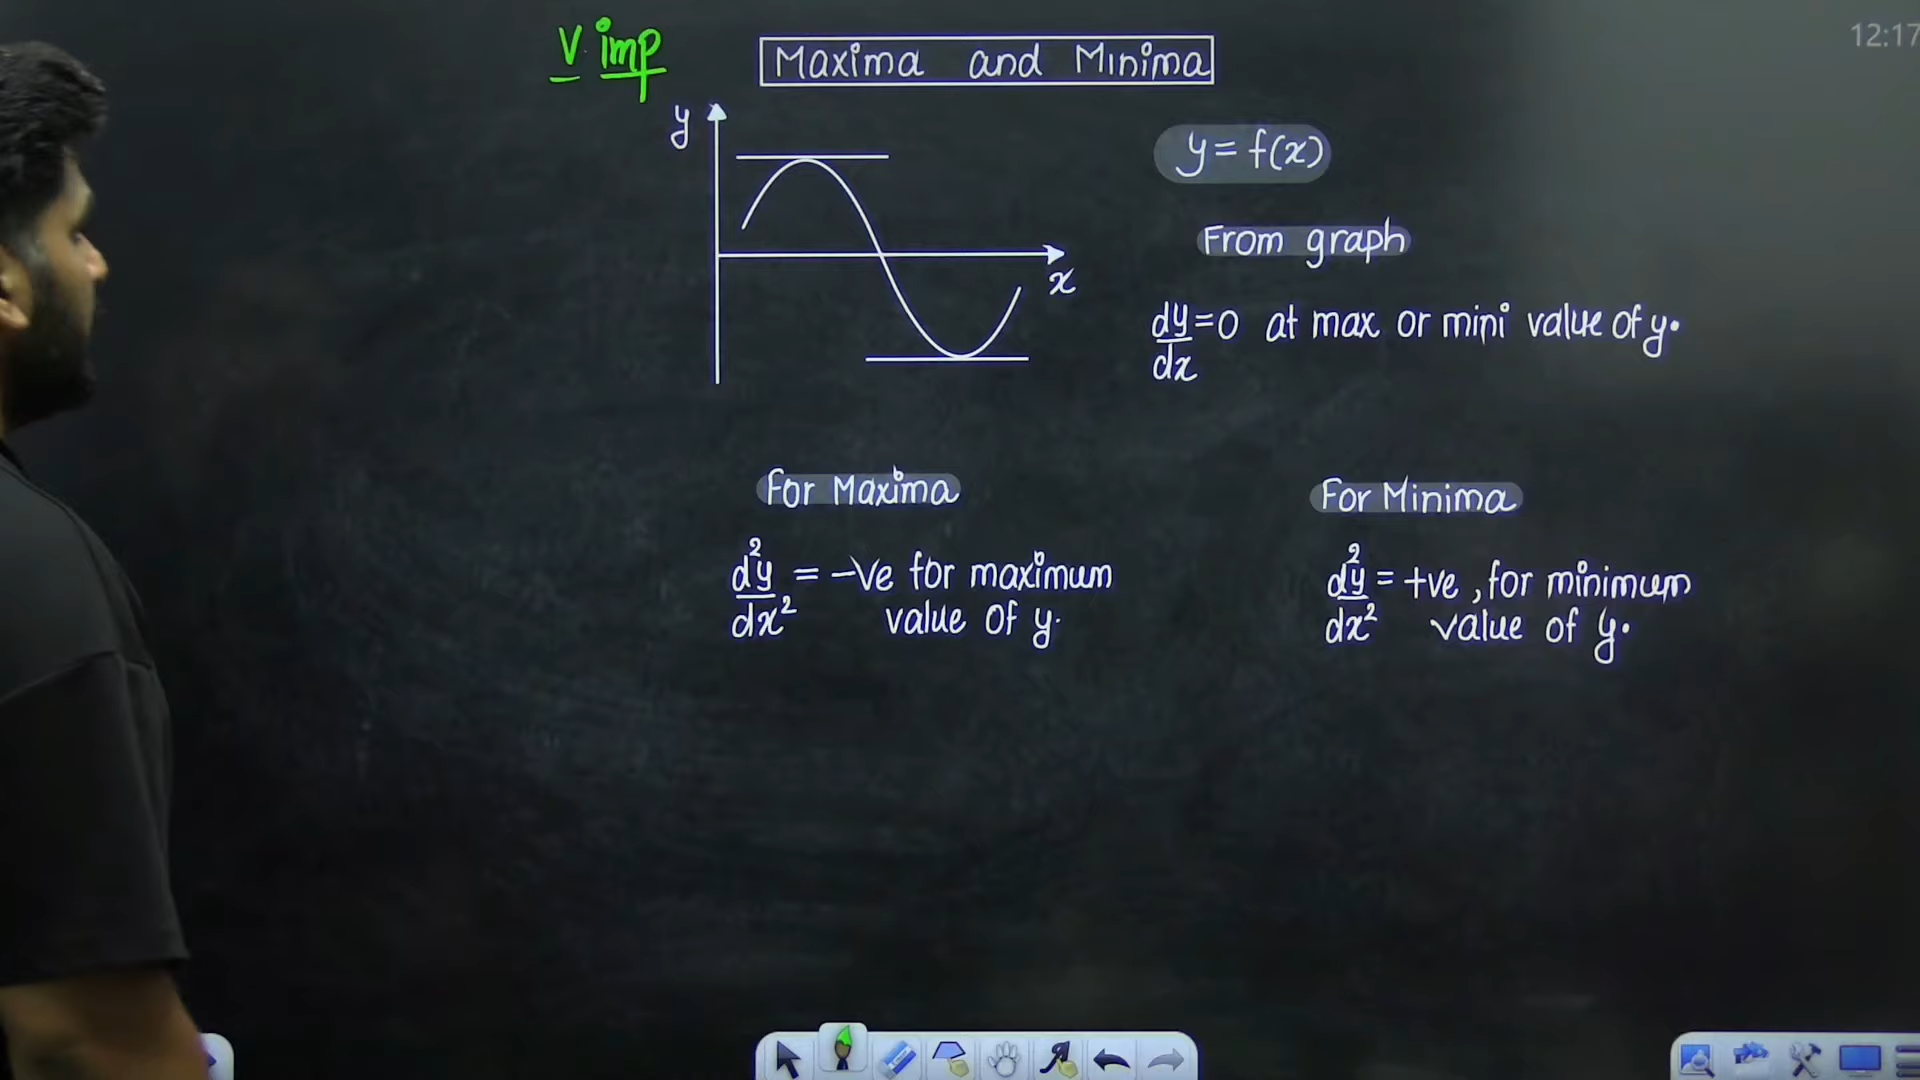 V. imp
Maxima and Minima
12:17
y
y = f(x)
From graph
x
dy/dx = 0 at max or mini value of y.
For Maxima
d²y/dx² = -ve for maximum
value of y.
For Minima
d²y/dx² = +ve, for minimum
value of y.